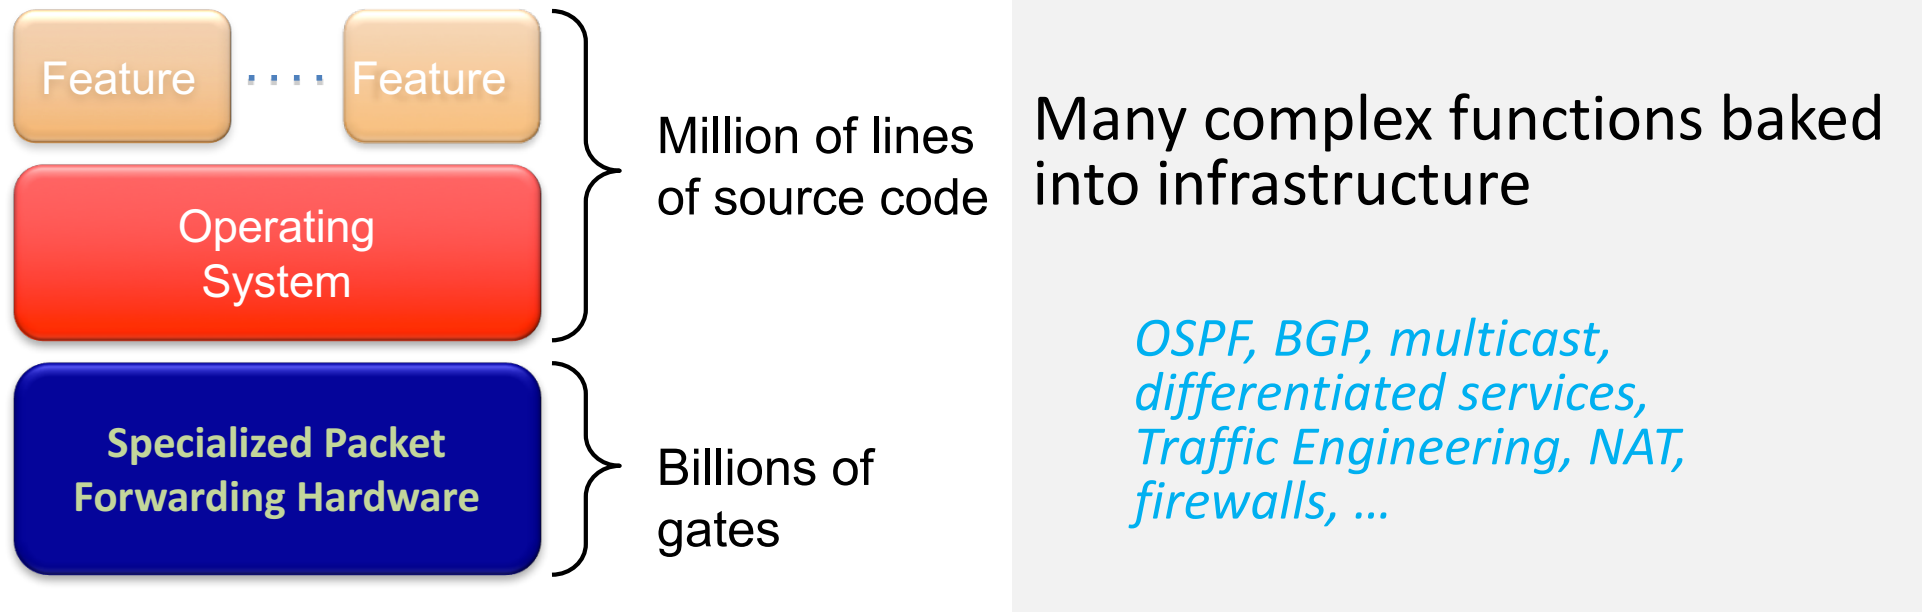 Feature .... Feature
Operating
System
Specialized Packet
Forwarding Hardware
Million of lines
of source code
Billions of
gates
Many complex functions baked
into infrastructure
OSPF, BGP, multicast,
differentiated services,
Traffic Engineering, NAT,
firewalls, …